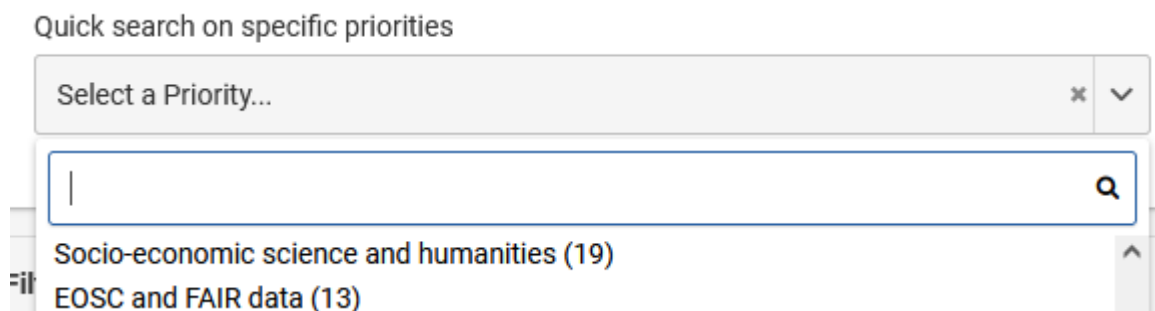 Quick search on specific priorities
Select a Priority...
Socio-economic science and humanities (19)
EOSC and FAIR data (13)